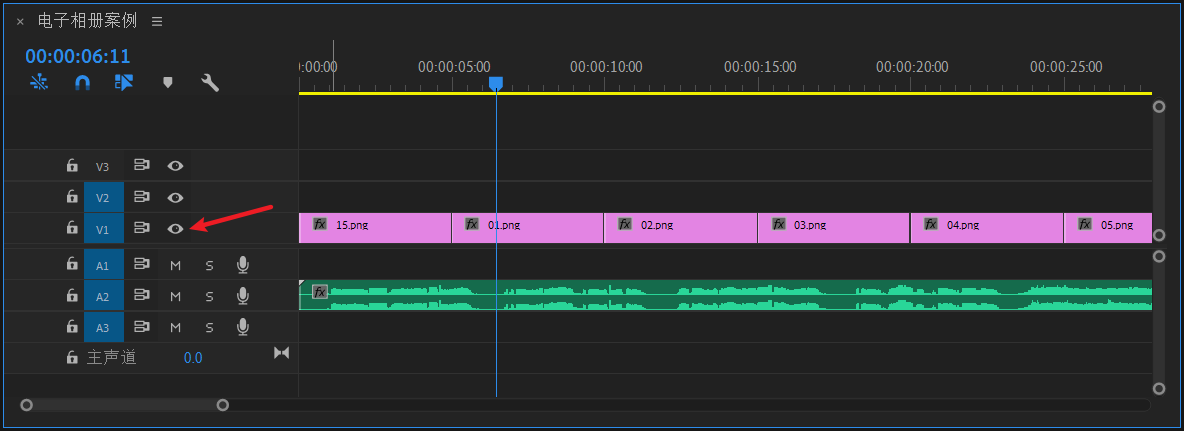 × 电子相册案例 ☰
00:00:06:11
:00:00 00:00:05:00 00:00:10:00 00:00:15:00 00:00:20:00 00:00:25:00
V3
V2
V1 fx 15.png fx 01.png fx 02.png fx 03.png fx 04.png fx 05.png
A1 M S
A2 M S fx
A3 M S
主声道 0.0